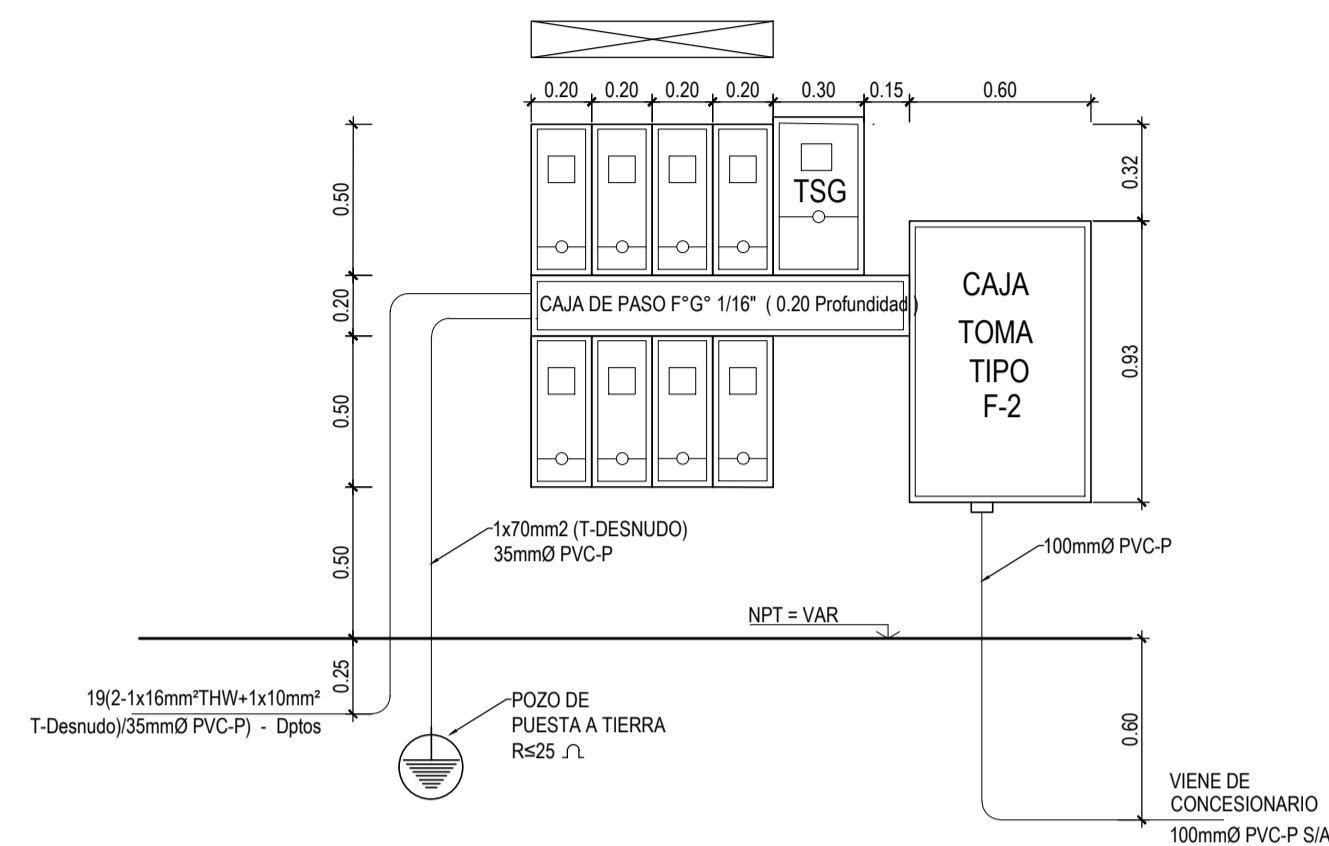 0.20 0.20 0.20 0.20 0.30 0.15 0.60
0.50
0.32
TSG
0.20
CAJA DE PASO F°G° 1/16" ( 0.20 Profundidad )
CAJA
TOMA
TIPO
F-2
0.93
0.50
1x70mm2 (T-DESNUDO)
35mmØ PVC-P
100mmØ PVC-P
0.50
NPT = VAR
0.25
19(2-1x16mm²THW+1x10mm²
T-Desnudo)/35mmØ PVC-P) - Dptos
POZO DE
PUESTA A TIERRA
R≤25 Ω
0.60
VIENE DE
CONCESIONARIO
100mmØ PVC-P S/A